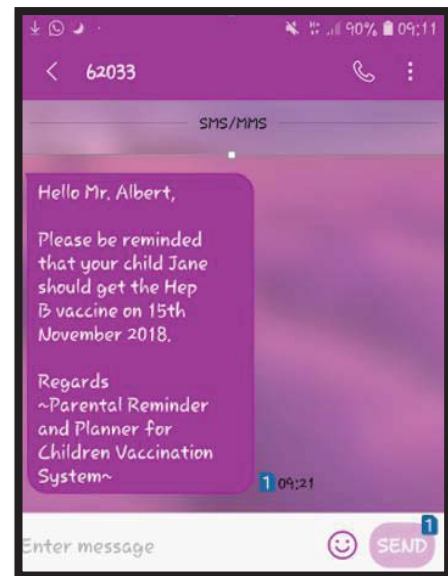 90% 09:11
62033
SMS/MMS
Hello Mr. Albert,
Please be reminded
that your child Jane
should get the Hep
B vaccine on 15th
November 2018.
Regards
~Parental Reminder
and Planner for
Children Vaccination
System~
1 09:21
Enter message
1
SEND